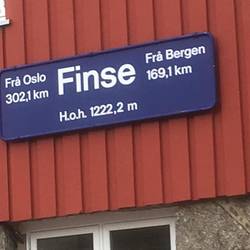 Frå Oslo
302,1 km
Finse
Frå Bergen
169,1 km
H.o.h. 1222,2 m